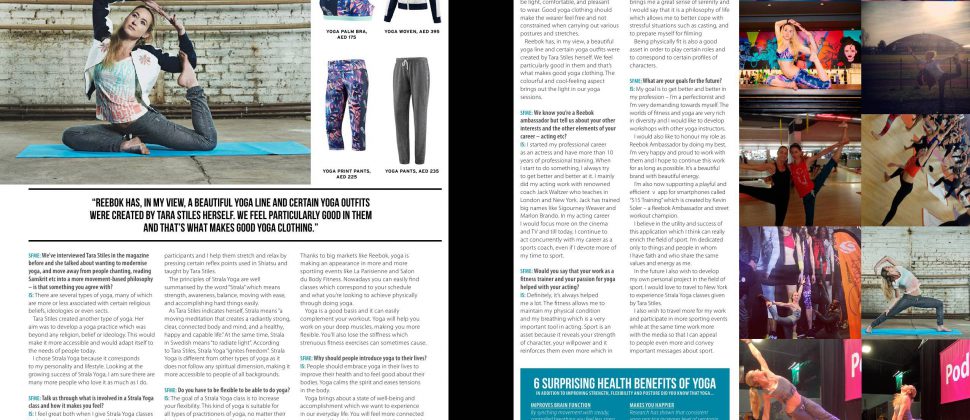 YOGA PALM BRA,
AED 175
YOGA WOVEN, AED 395
YOGA PRINT PANTS,
AED 225
YOGA PANTS, AED 235
“REEBOK HAS, IN MY VIEW, A BEAUTIFUL YOGA LINE AND CERTAIN YOGA OUTFITS
WERE CREATED BY TARA STILES HERSELF. WE FEEL PARTICULARLY GOOD IN THEM
AND THAT’S WHAT MAKES GOOD YOGA CLOTHING.”
SFME: We’ve interviewed Tara Stiles in the magazine
before and she talked about wanting to modernise
yoga, and move away from people chanting, reading
Sanskrit etc into a more movement-based philosophy
– is that something you agree with?
IS: There are several types of yoga, many of which
are more or less associated with certain religious
beliefs, ideologies or even sects.
Tara Stiles created another type of yoga. Her
aim was to develop a yoga practice which was
beyond any religion, belief or ideology. This would
make it more accessible and would adapt itself to
the needs of people today.
I chose Strala Yoga because it corresponds
to my personality and lifestyle. Looking at the
growing success of Strala Yoga, I am sure there are
many more people who love it as much as I do.
SFME: Talk us through what is involved in a Strala Yoga
class and how it makes you feel?
IS: I feel great both when I give Strala Yoga classes
participants and I help them stretch and relax by
pressing certain reflex points used in Shiatsu and
taught by Tara Stiles.
The principles of Strala Yoga are well
summarised by the word “Strala” which means
strength, awareness, balance, moving with ease,
and accomplishing hard things easily.
As Tara Stiles indicates herself, Strala means “a
moving meditation that creates a radiantly strong,
clear, connected body and mind, and a healthy,
happy and capable life.” At the same time, Strala
in Swedish means “to radiate light”. According
to Tara Stiles, Strala Yoga “ignites freedom”. Strala
Yoga is different from other types of yoga as it
does not follow any spiritual dimension, making it
more accessible to people of all backgrounds.
SFME: Do you have to be flexible to be able to do yoga?
IS: The goal of a Strala Yoga class is to increase
your flexibility. This kind of yoga is suitable for
all types of practitioners of yoga, no matter their
Thanks to big markets like Reebok, yoga is
making an appearance in more and more
sporting events like La Parisienne and Salon
du Body Fitness. Nowadays you can easily find
classes which correspond to your schedule
and what you’re looking to achieve physically
through doing yoga.
Yoga is a good basis and it can easily
complement your workout. Yoga will help you
work on your deep muscles, making you more
flexible. You’ll also lose the stiffness which
strenuous fitness exercises can sometimes cause.
SFME: Why should people introduce yoga to their lives?
IS: People should embrace yoga in their lives to
improve their health and to feel good about their
bodies. Yoga calms the spirit and eases tensions
in the body.
Yoga brings about a state of well-being and
accomplishment which we want to experience
in our everyday life. You will feel more connected
be light, comfortable, and pleasant
to wear. Good yoga clothing should
make the wearer feel free and not
constrained when carrying out various
postures and stretches.
Reebok has, in my view, a beautiful
yoga line and certain yoga outfits were
created by Tara Stiles herself. We feel
particularly good in them and that’s
what makes good yoga clothing. The
colourful and cool-feeling aspect
brings out the light in our yoga
sessions.
SFME: We know you’re a Reebok
ambassador but tell us about your other
interests and the other elements of your
career – acting etc?
IS: I started my professional career
as an actress and have more than 10
years of professional training. When
I start to do something, I always try
to get better and better at it. I mainly
did my acting work with renowned
coach Jack Waltzer who teaches in
London and New York. Jack has trained
big names like Sigourney Weaver and
Marlon Brando. In my acting career
I would focus more on the cinema
and TV and till today, I continue to
act concurrently with my career as a
sports coach, even if I devote more of
my time to sport.
SFME: Would you say that your work as a
fitness trainer and your passion for yoga
helped with your acting?
IS: Definitely, it’s always helped
me a lot. The fitness allows me to
maintain my physical condition
and my breathing which is a very
important tool in acting. Sport is an
asset because it reveals your strength
of character, your willpower and it
reinforces them even more which in
brings me a great sense of serenity and
I would say that it is a philosophy of life
which allows me to better cope with
stressful situations such as casting, and
to prepare myself for filming
Being physically fit is also a good
asset in order to play certain roles and
to correspond to certain profiles of
characters.
SFME: What are your goals for the future?
IS: My goal is to get better and better in
my profession – I’m a perfectionist and
I’m very demanding towards myself. The
worlds of fitness and yoga are very rich
in diversity and I would like to develop
workshops with other yoga instructors.
I would also like to honour my role as
Reebok Ambassador by doing my best.
I’m very happy and proud to work with
them and I hope to continue this work
for as long as possible. It’s a beautiful
brand with beautiful energy.
I’m also now supporting a playful and
efficient v app for smartphones called
“515 Training” which is created by Kevin
Soler – a Reebok Ambassador and street
workout champion.
I believe in the utility and success of
this application which I think can really
enrich the field of sport. I’m dedicated
only to things and people in whom
I have faith and who share the same
values and energy as me.
In the future I also wish to develop
my own personal project in the field of
sport. I would love to travel to New York
to experience Strala Yoga classes given
by Tara Stiles.
I also wish to travel more for my work
and participate in more sporting events
while at the same time work more
with the media so that I can appeal
to people even more and convey
important messages about sport.
6 SURPRISING HEALTH BENEFITS OF YOGA
IN ADDITION TO IMPROVING STRENGTH, FLEXIBILITY AND POSTURE DID YOU KNOW THAT YOGA...
IMPROVES BRAIN FUNCTION
By synching movement with steady,
MAKES YOU HAPPIER
Research has shown that consistent
Pod